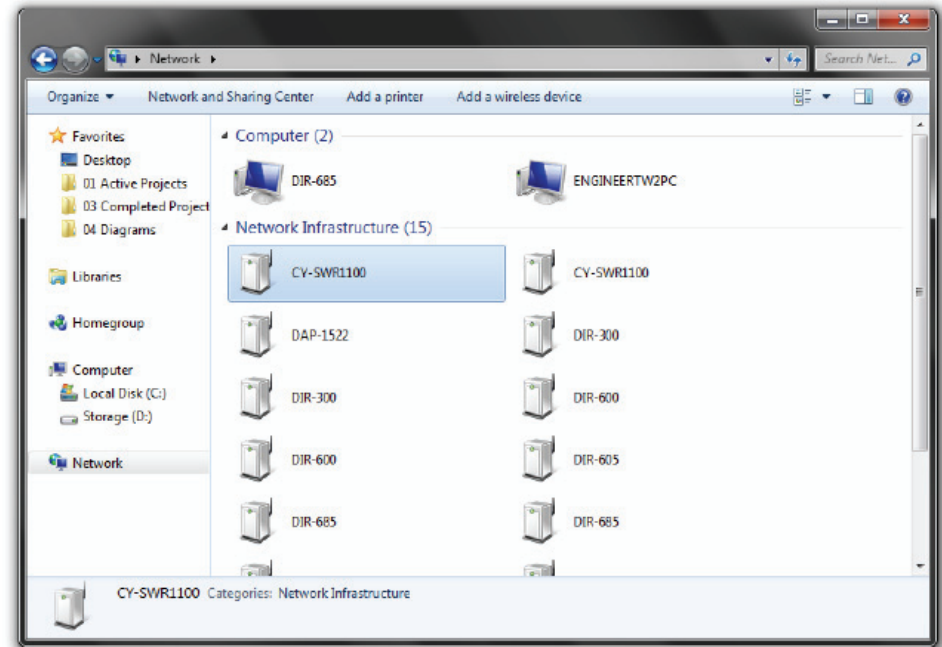 Network
Search Net...
Organize
Network and Sharing Center
Add a printer
Add a wireless device
Favorites
Desktop
01 Active Projects
03 Completed Project
04 Diagrams
Libraries
Homegroup
Computer
Local Disk (C:)
Storage (D:)
Network
Computer (2)
DIR-685
ENGINEERTW2PC
Network Infrastructure (15)
CY-SWR1100
CY-SWR1100
DAP-1522
DIR-300
DIR-300
DIR-600
DIR-600
DIR-605
DIR-685
DIR-685
CY-SWR1100 Categories: Network Infrastructure